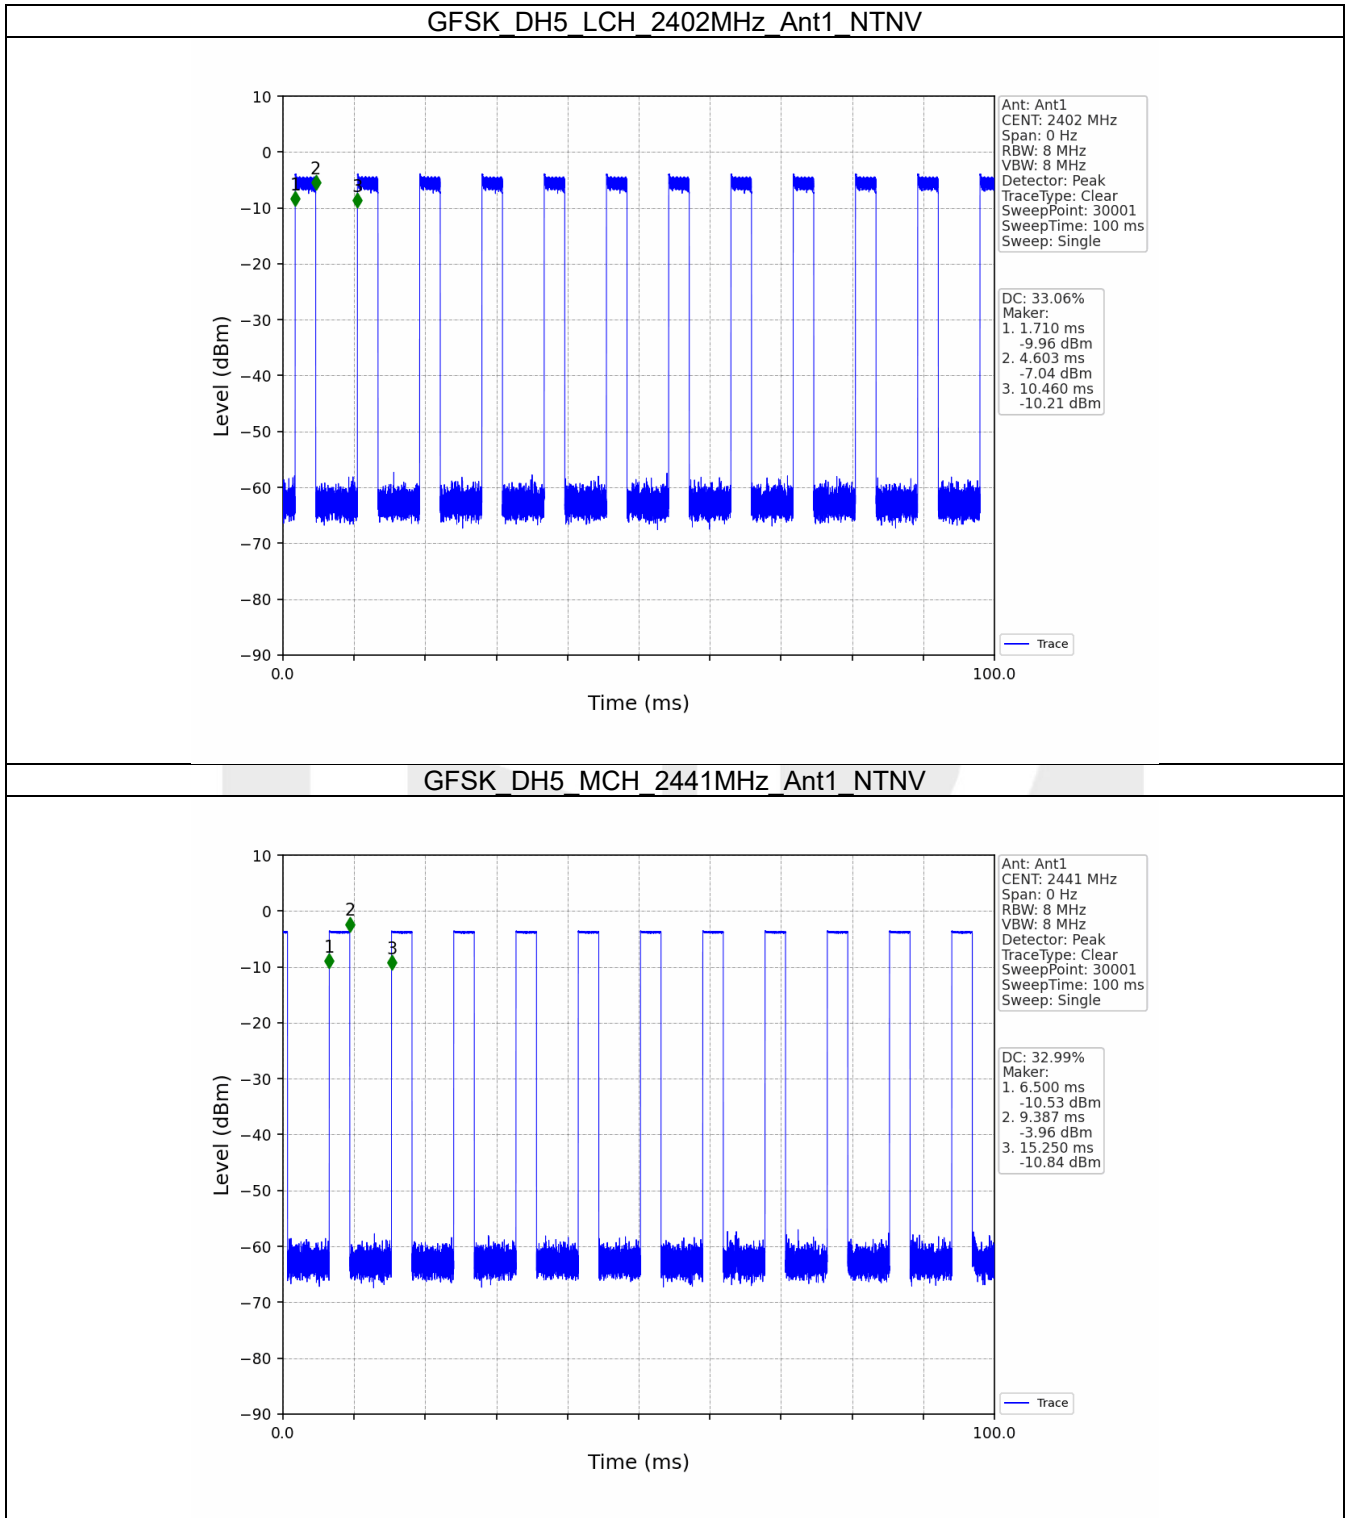 GFSK_DH5_LCH_2402MHz_Ant1_NTNV
10
0
−10
−20
−30
−40
−50
−60
−70
−80
−90
Level (dBm)
0.0
100.0
Time (ms)
1
2
3
Ant: Ant1
CENT: 2402 MHz
Span: 0 Hz
RBW: 8 MHz
VBW: 8 MHz
Detector: Peak
TraceType: Clear
SweepPoint: 30001
SweepTime: 100 ms
Sweep: Single
DC: 33.06%
Maker:
1. 1.710 ms
-9.96 dBm
2. 4.603 ms
-7.04 dBm
3. 10.460 ms
-10.21 dBm
Trace
GFSK_DH5_MCH_2441MHz_Ant1_NTNV
10
0
−10
−20
−30
−40
−50
−60
−70
−80
−90
Level (dBm)
0.0
100.0
Time (ms)
1
2
3
Ant: Ant1
CENT: 2441 MHz
Span: 0 Hz
RBW: 8 MHz
VBW: 8 MHz
Detector: Peak
TraceType: Clear
SweepPoint: 30001
SweepTime: 100 ms
Sweep: Single
DC: 32.99%
Maker:
1. 6.500 ms
-10.53 dBm
2. 9.387 ms
-3.96 dBm
3. 15.250 ms
-10.84 dBm
Trace